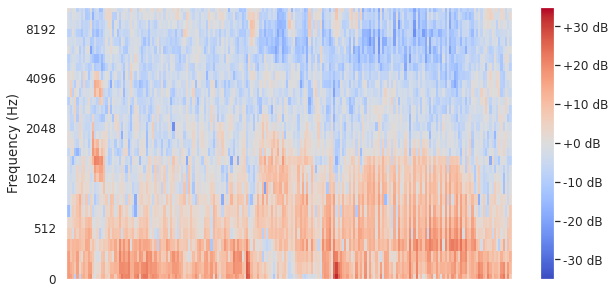 Frequency (Hz)
8192
4096
2048
1024
512
0
+30 dB
+20 dB
+10 dB
+0 dB
-10 dB
-20 dB
-30 dB